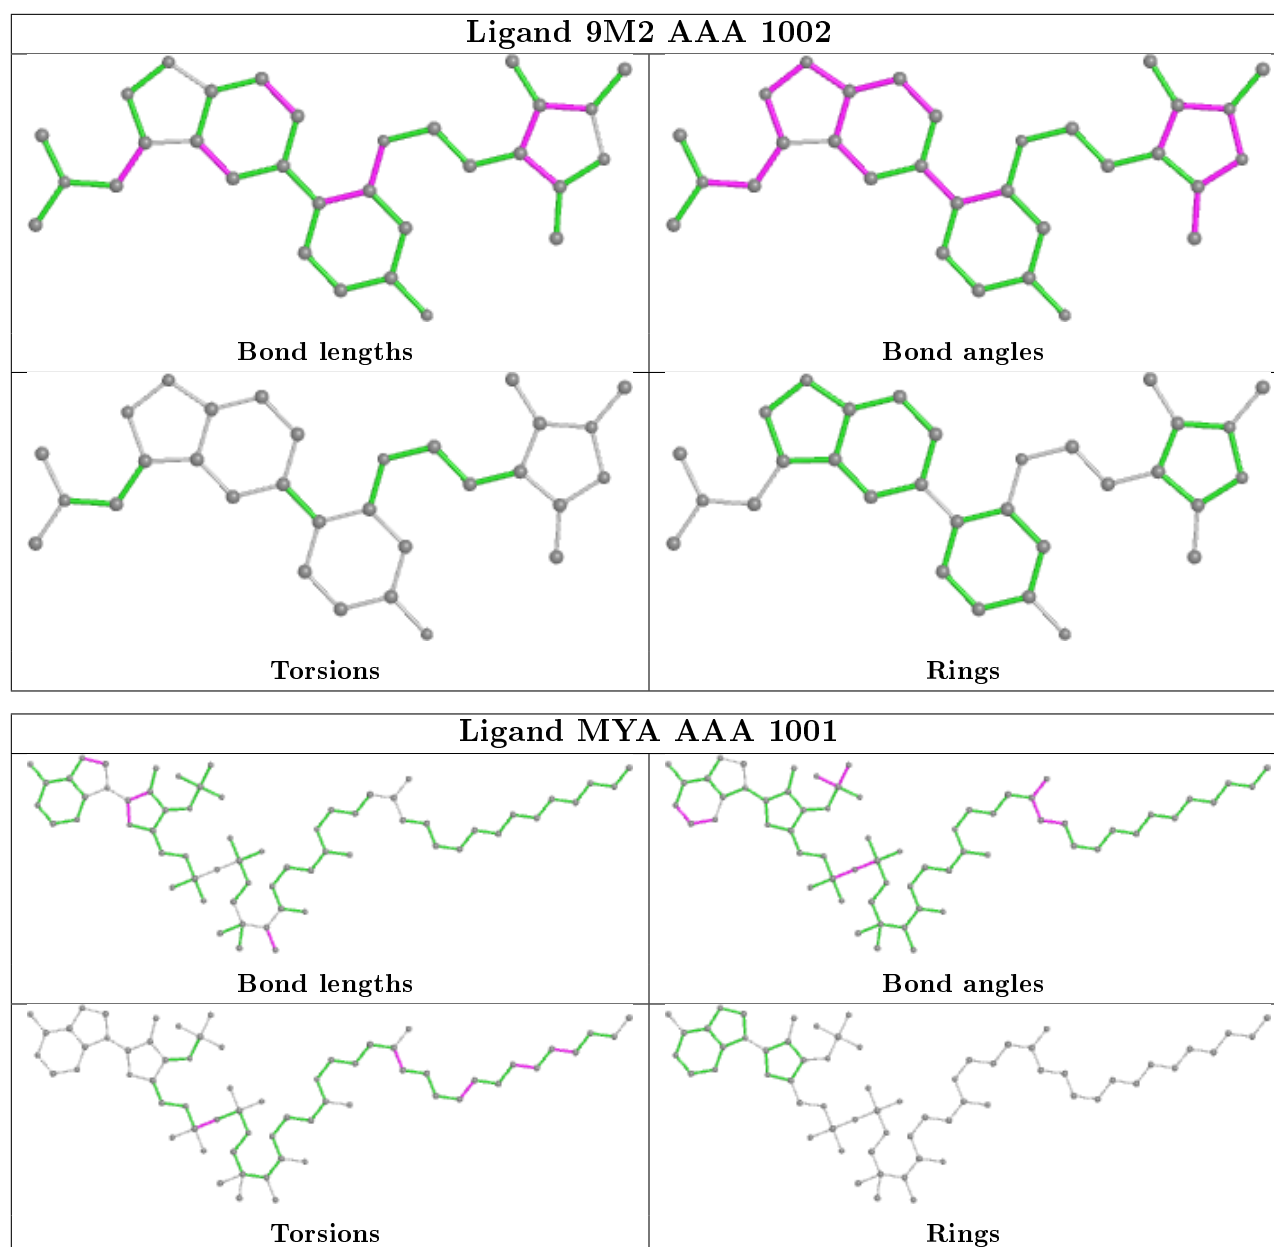 Ligand 9M2 AAA 1002
Bond lengths
Bond angles
Torsions
Rings
Ligand MYA AAA 1001
Bond lengths
Bond angles
Torsions
Rings